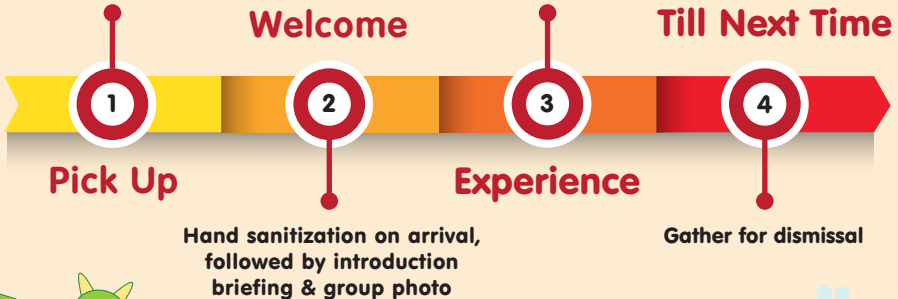 Welcome
Till Next Time
1
2
3
4
Pick Up
Experience
Hand sanitization on arrival,
followed by introduction
briefing & group photo
Gather for dismissal